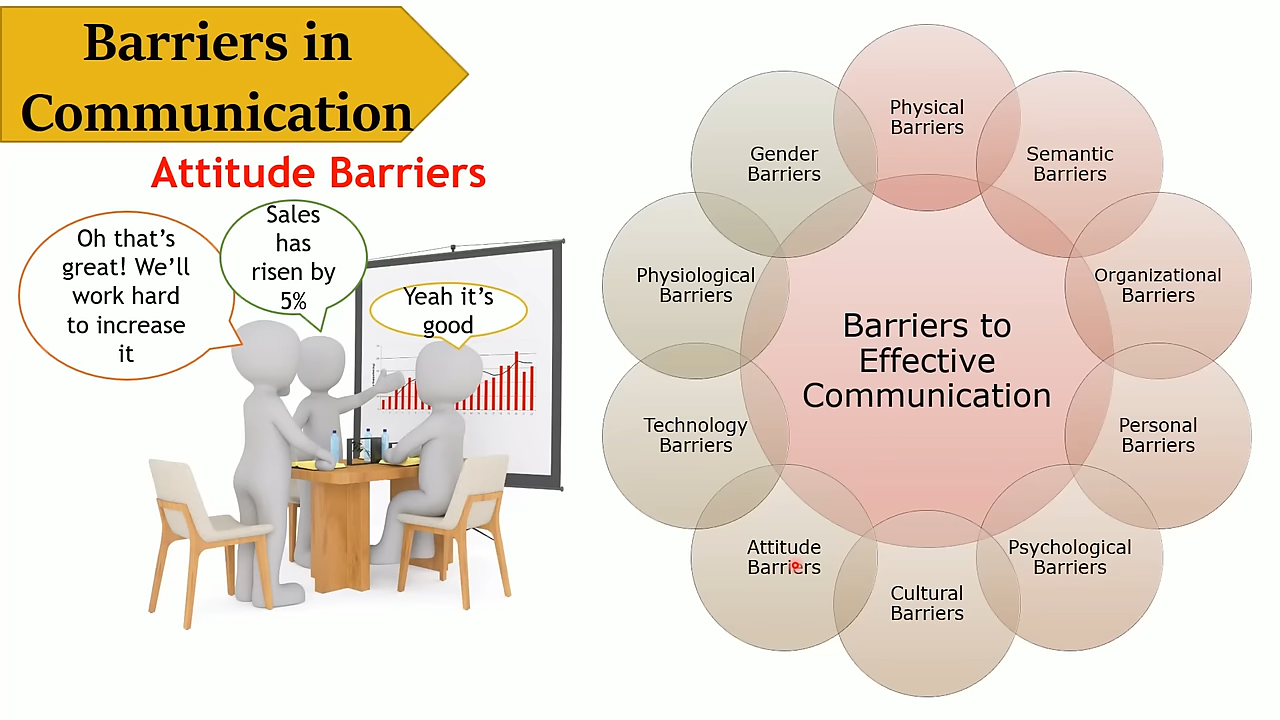 Barriers in
Communication
Attitude Barriers
Oh that's
great! We'll
work hard
to increase
it
Sales
has
risen by
5%
Yeah it's
good
Physical
Barriers
Semantic
Barriers
Organizational
Barriers
Personal
Barriers
Psychological
Barriers
Cultural
Barriers
Attitude
Barriers
Technology
Barriers
Physiological
Barriers
Gender
Barriers
Barriers to
Effective
Communication